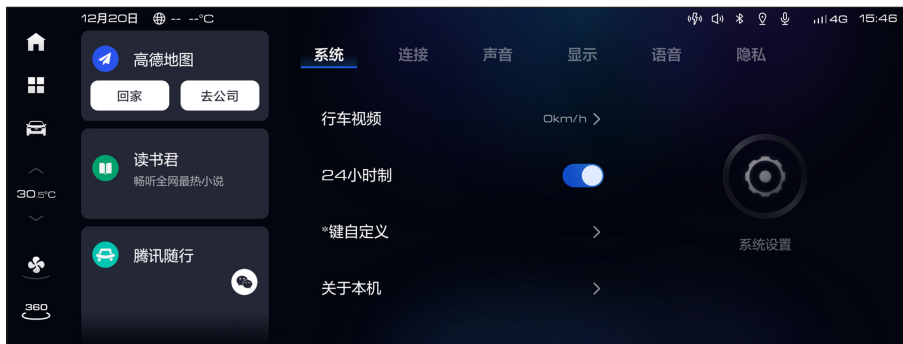 12月20日 -- --°C 4G 15:46
高德地图
回家 去公司
读书君
畅听全网最热小说
腾讯随行
30.5°C
360
系统 连接 声音 显示 语音 隐私
行车视频 0km/h
24小时制
*键自定义
关于本机
系统设置